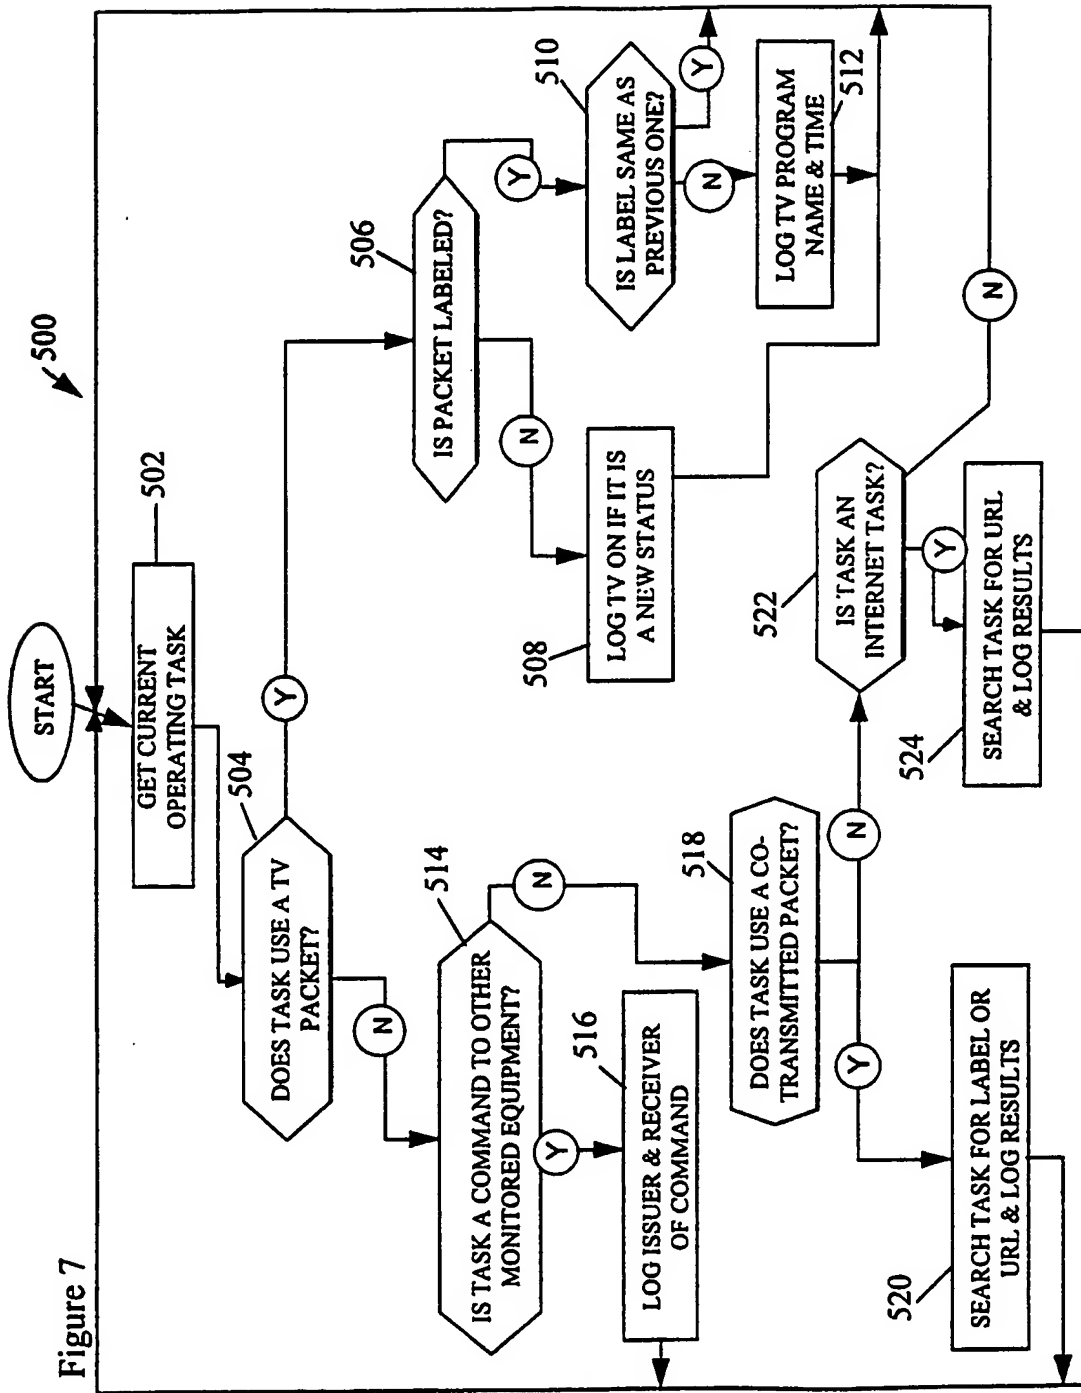 Figure 7
500
START
GET CURRENT
OPERATING TASK
502
DOES TASK USE A TV
PACKET?
504
Y
N
IS PACKET LABELED?
506
Y
N
LOG TV ON IF IT IS
A NEW STATUS
508
IS LABEL SAME AS
PREVIOUS ONE?
510
Y
N
LOG TV PROGRAM
NAME & TIME
512
IS TASK A COMMAND TO OTHER
MONITORED EQUIPMENT?
514
N
Y
LOG ISSUER & RECEIVER
OF COMMAND
516
DOES TASK USE A CO-
TRANSMITTED PACKET?
518
Y
N
SEARCH TASK FOR LABEL OR
URL & LOG RESULTS
520
IS TASK AN
INTERNET TASK?
522
N
Y
SEARCH TASK FOR URL
& LOG RESULTS
524